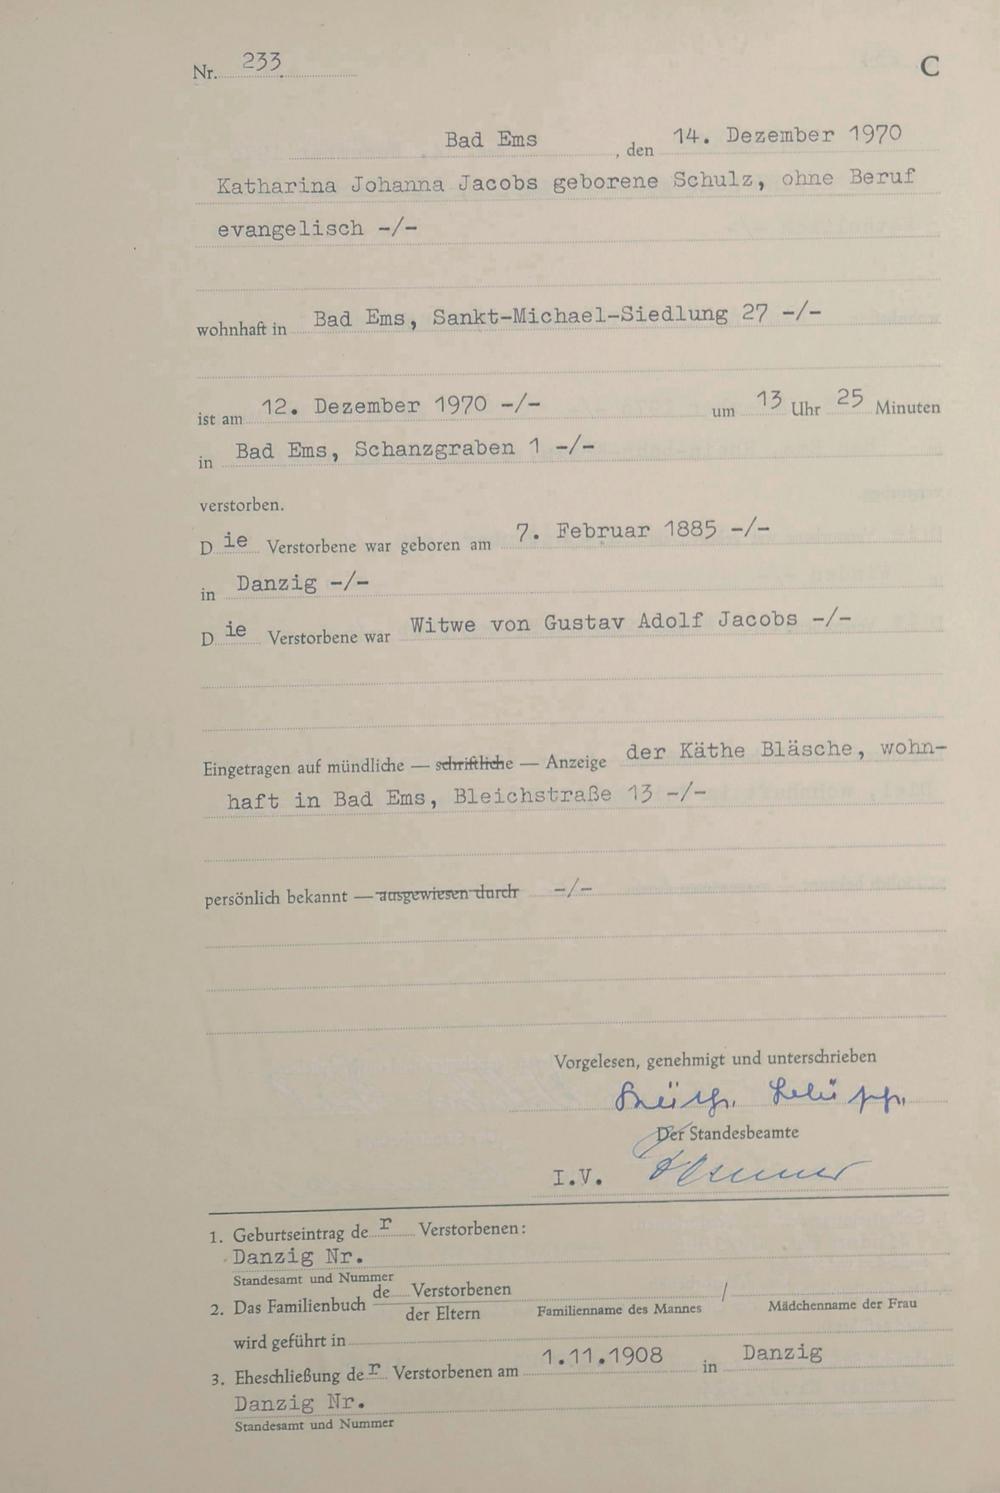 Nr. 233 C
Bad Ems , den 14. Dezember 1970
Katharina Johanna Jacobs geborene Schulz, ohne Beruf
evangelisch -/-
wohnhaft in Bad Ems, Sankt-Michael-Siedlung 27 -/-
ist am 12. Dezember 1970 -/- um 13 Uhr 25 Minuten
in Bad Ems, Schanzgraben 1 -/-
verstorben.
Die Verstorbene war geboren am 7. Februar 1885 -/-
in Danzig -/-
Die Verstorbene war Witwe von Gustav Adolf Jacobs -/-
Eingetragen auf mündliche — schriftliche — Anzeige der Käthe Bläsche, wohn-
haft in Bad Ems, Bleichstraße 13 -/-
persönlich bekannt — ausgewiesen durch -/-
Vorgelesen, genehmigt und unterschrieben
Der Standesbeamte
I.V.
1. Geburtseintrag der Verstorbenen:
Danzig Nr.
Standesamt und Nummer
2. Das Familienbuch de Verstorbenen /
der Eltern Familienname des Mannes Mädchenname der Frau
wird geführt in
3. Eheschließung der Verstorbenen am 1.11.1908 in Danzig
Danzig Nr.
Standesamt und Nummer